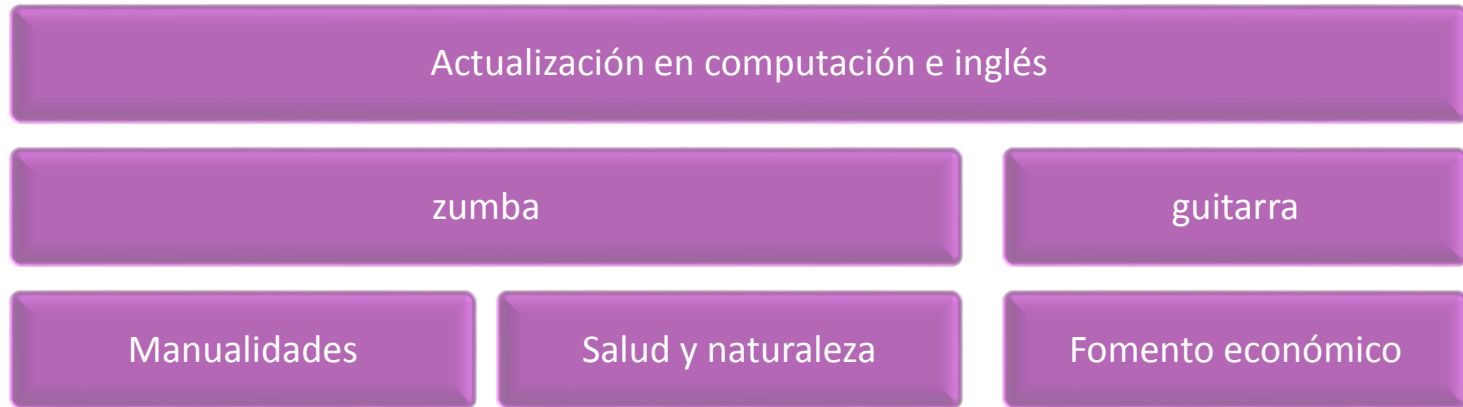 Actualización en computación e inglés
zumba
guitarra
Manualidades
Salud y naturaleza
Fomento económico